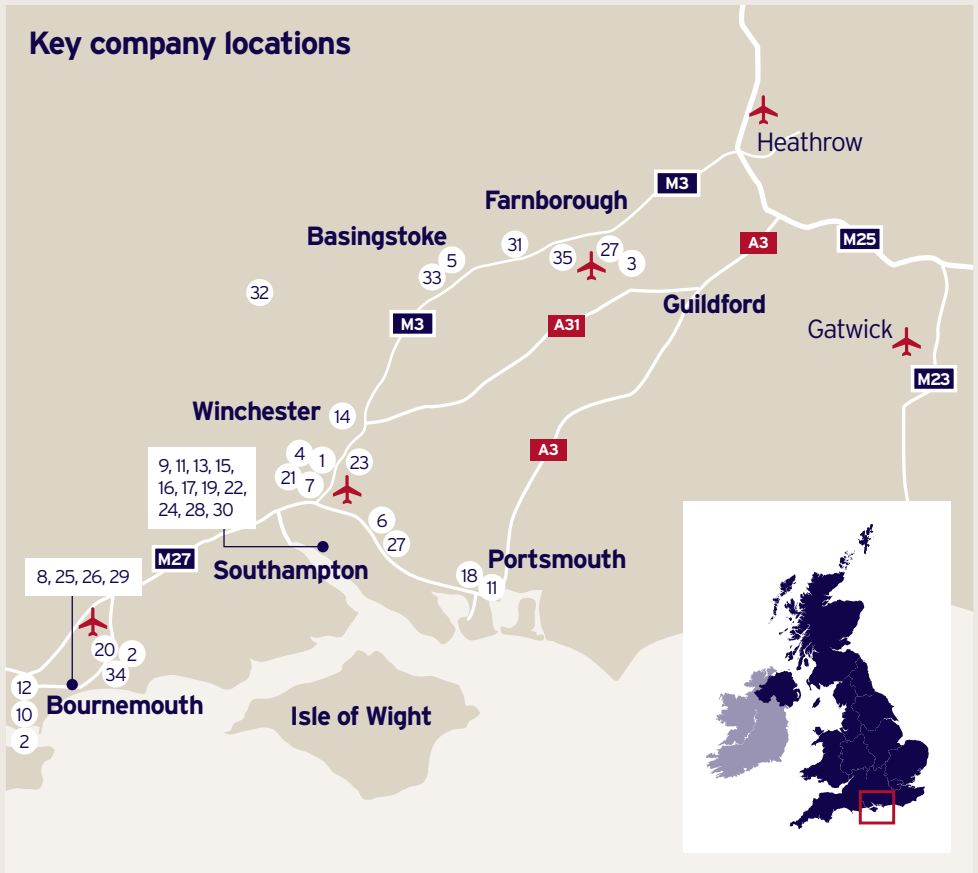 Key company locations
Heathrow
M3
Farnborough
Basingstoke
31
27
A3
M25
5
35
3
33
32
Guildford
M3
A31
Gatwick
M23
Winchester
14
A3
4
1
23
9, 11, 13, 15,
16, 17, 19, 22,
24, 28, 30
21
7
6
27
M27
Southampton
Portsmouth
18
11
8, 25, 26, 29
20
2
34
12
Bournemouth
10
Isle of Wight
2